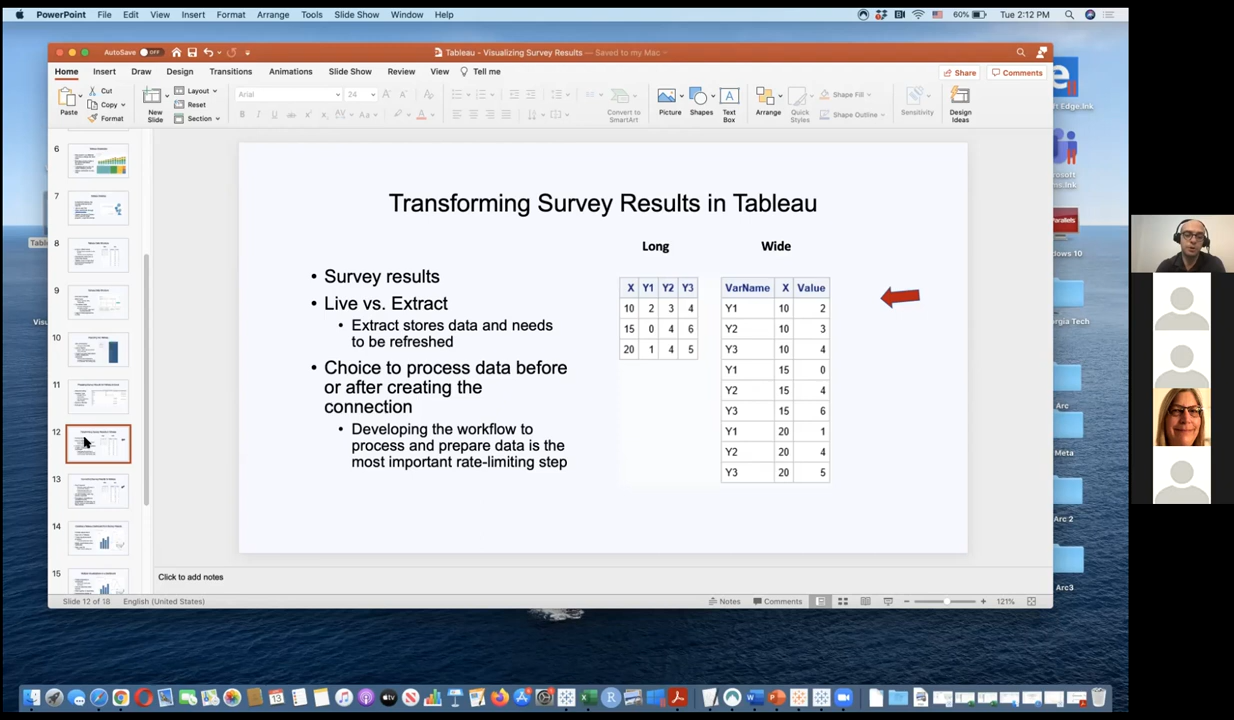 PowerPoint File Edit View Insert Format Arrange Tools Slide Show Window Help
60% Tue 2:12 PM
AutoSave OFF
Tableau - Visualizing Survey Results — Saved to my Mac
Home Insert Draw Design Transitions Animations Slide Show Review View Tell me
Share Comments
Paste
Cut
Copy
Format
New Slide
Layout
Reset
Section
Arial 24
Convert to SmartArt
Picture
Shapes
Text Box
Arrange
Quick Styles
Shape Fill
Shape Outline
Sensitivity
Design Ideas
6
7
8
9
10
11
12
13
14
15
Transforming Survey Results in Tableau
• Survey results
• Live vs. Extract
• Extract stores data and needs
to be refreshed
• Choice to process data before
or after creating the
connection
• Developing the workflow to
process and prepare data is the
most important rate-limiting step
Long
X Y1 Y2 Y3
10 2 3 4
15 0 4 6
20 1 4 5
Wide
VarName X Value
Y1 10 2
Y2 10 3
Y3 10 4
Y1 15 0
Y2 15 4
Y3 15 6
Y1 20 1
Y2 20 4
Y3 20 5
Click to add notes
Slide 12 of 18 English (United States)
Notes Comments 121%
Edge.lnk
Parallels
Arc
Meta
Arc 2
Arc3